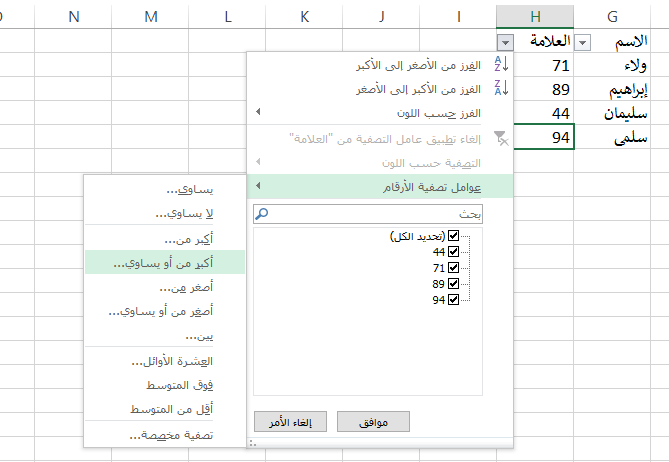 G H I J K L M N
الاسم العلامة
ولاء 71
إبراهيم 89
سليمان 44
سلمى 94
الفرز من الأصغر إلى الأكبر
الفرز من الأكبر إلى الأصغر
الفرز حسب اللون
إلغاء تطبيق عامل التصفية من "العلامة"
التصفية حسب اللون
عوامل تصفية الأرقام
بحث
(تحديد الكل)
44
71
89
94
موافق إلغاء الأمر
يساوي...
لا يساوي...
أكبر من...
أكبر من أو يساوي...
أصغر من...
أصغر من أو يساوي...
بين...
العشرة الأوائل...
فوق المتوسط
أقل من المتوسط
تصفية مخصصة...